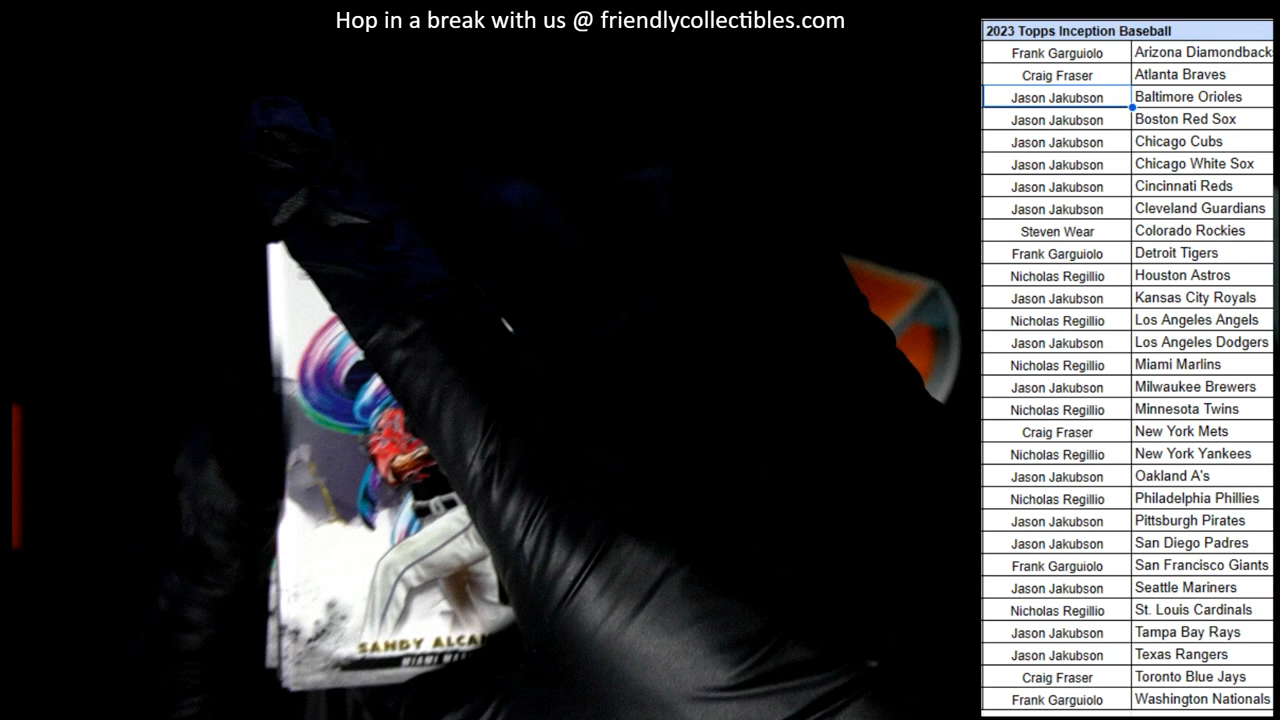 Hop in a break with us @ friendlycollectibles.com
2023 Topps Inception Baseball
Frank Garguiolo Arizona Diamondback
Craig Fraser Atlanta Braves
Jason Jakubson Baltimore Orioles
Jason Jakubson Boston Red Sox
Jason Jakubson Chicago Cubs
Jason Jakubson Chicago White Sox
Jason Jakubson Cincinnati Reds
Jason Jakubson Cleveland Guardians
Steven Wear Colorado Rockies
Frank Garguiolo Detroit Tigers
Nicholas Regillio Houston Astros
Jason Jakubson Kansas City Royals
Nicholas Regillio Los Angeles Angels
Jason Jakubson Los Angeles Dodgers
Nicholas Regillio Miami Marlins
Jason Jakubson Milwaukee Brewers
Nicholas Regillio Minnesota Twins
Craig Fraser New York Mets
Nicholas Regillio New York Yankees
Jason Jakubson Oakland A's
Nicholas Regillio Philadelphia Phillies
Jason Jakubson Pittsburgh Pirates
Jason Jakubson San Diego Padres
Frank Garguiolo San Francisco Giants
Jason Jakubson Seattle Mariners
Nicholas Regillio St. Louis Cardinals
Jason Jakubson Tampa Bay Rays
Jason Jakubson Texas Rangers
Craig Fraser Toronto Blue Jays
Frank Garguiolo Washington Nationals
SANDY ALCA
MIAMI